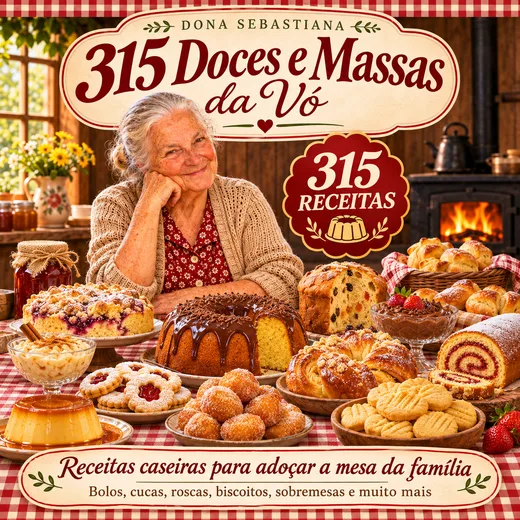 DONA SEBASTIANA
315 Doces e Massas
da Vó
315
RECEITAS
Receitas caseiras para adoçar a mesa da família
Bolos, cucas, roscas, biscoitos, sobremesas e muito mais